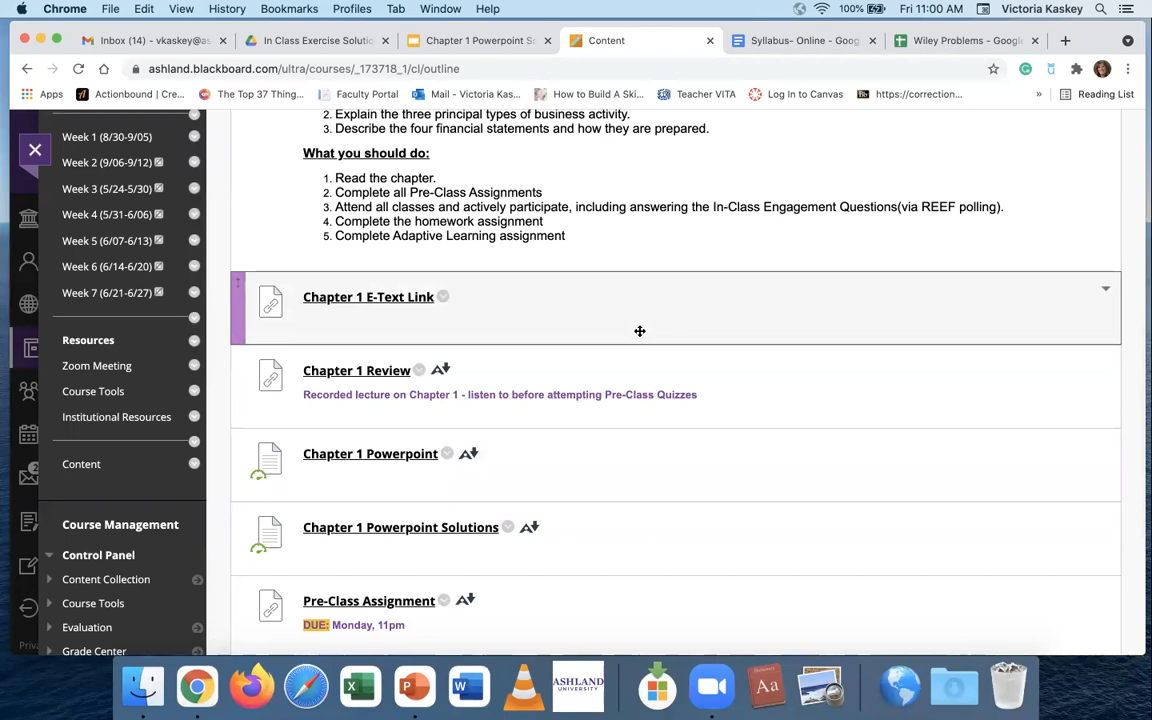 Chrome File Edit View History Bookmarks Profiles Tab Window Help 100% Fri 11:00 AM Victoria Kaskey
Inbox (14) - vkaskey@as
In Class Exercise Solutio
Chapter 1 Powerpoint So
Content
Syllabus- Online - Goog
Wiley Problems - Google
ashland.blackboard.com/ultra/courses/_173718_1/cl/outline
Apps Actionbound | Cre... The Top 37 Thing... Faculty Portal Mail - Victoria Kas... How to Build A Ski... Teacher VITA Log In to Canvas https://correction... » Reading List
2. Explain the three principal types of business activity.
3. Describe the four financial statements and how they are prepared.
What you should do:
1. Read the chapter.
2. Complete all Pre-Class Assignments
3. Attend all classes and actively participate, including answering the In-Class Engagement Questions(via REEF polling).
4. Complete the homework assignment
5. Complete Adaptive Learning assignment
Chapter 1 E-Text Link
Chapter 1 Review
Recorded lecture on Chapter 1 - listen to before attempting Pre-Class Quizzes
Chapter 1 Powerpoint
Chapter 1 Powerpoint Solutions
Pre-Class Assignment
DUE: Monday, 11pm
Week 1 (8/30-9/05)
Week 2 (9/06-9/12)
Week 3 (5/24-5/30)
Week 4 (5/31-6/06)
Week 5 (6/07-6/13)
Week 6 (6/14-6/20)
Week 7 (6/21-6/27)
Resources
Zoom Meeting
Course Tools
Institutional Resources
Content
Course Management
Control Panel
Content Collection
Course Tools
Evaluation
Grade Center
2
Priva
ASHLAND
UNIVERSITY
Aa